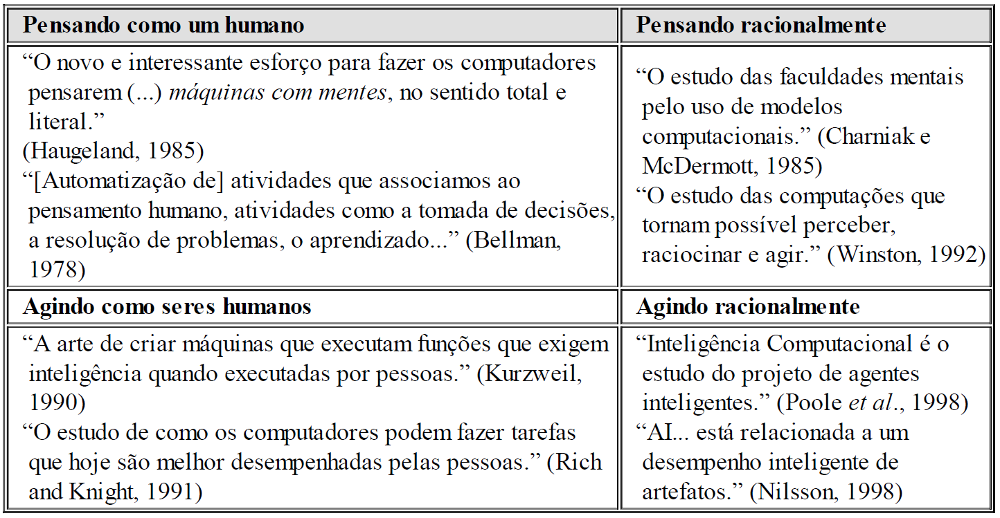 Pensando como um humano
“O novo e interessante esforço para fazer os computadores
pensarem (...) máquinas com mentes, no sentido total e
literal.”
(Haugeland, 1985)
“[Automatização de] atividades que associamos ao
pensamento humano, atividades como a tomada de decisões,
a resolução de problemas, o aprendizado...” (Bellman,
1978)
Pensando racionalmente
“O estudo das faculdades mentais
pelo uso de modelos
computacionais.” (Charniak e
McDermott, 1985)
“O estudo das computações que
tornam possível perceber,
raciocinar e agir.” (Winston, 1992)
Agindo como seres humanos
“A arte de criar máquinas que executam funções que exigem
inteligência quando executadas por pessoas.” (Kurzweil,
1990)
“O estudo de como os computadores podem fazer tarefas
que hoje são melhor desempenhadas pelas pessoas.” (Rich
and Knight, 1991)
Agindo racionalmente
“Inteligência Computacional é o
estudo do projeto de agentes
inteligentes.” (Poole et al., 1998)
“AI... está relacionada a um
desempenho inteligente de
artefatos.” (Nilsson, 1998)